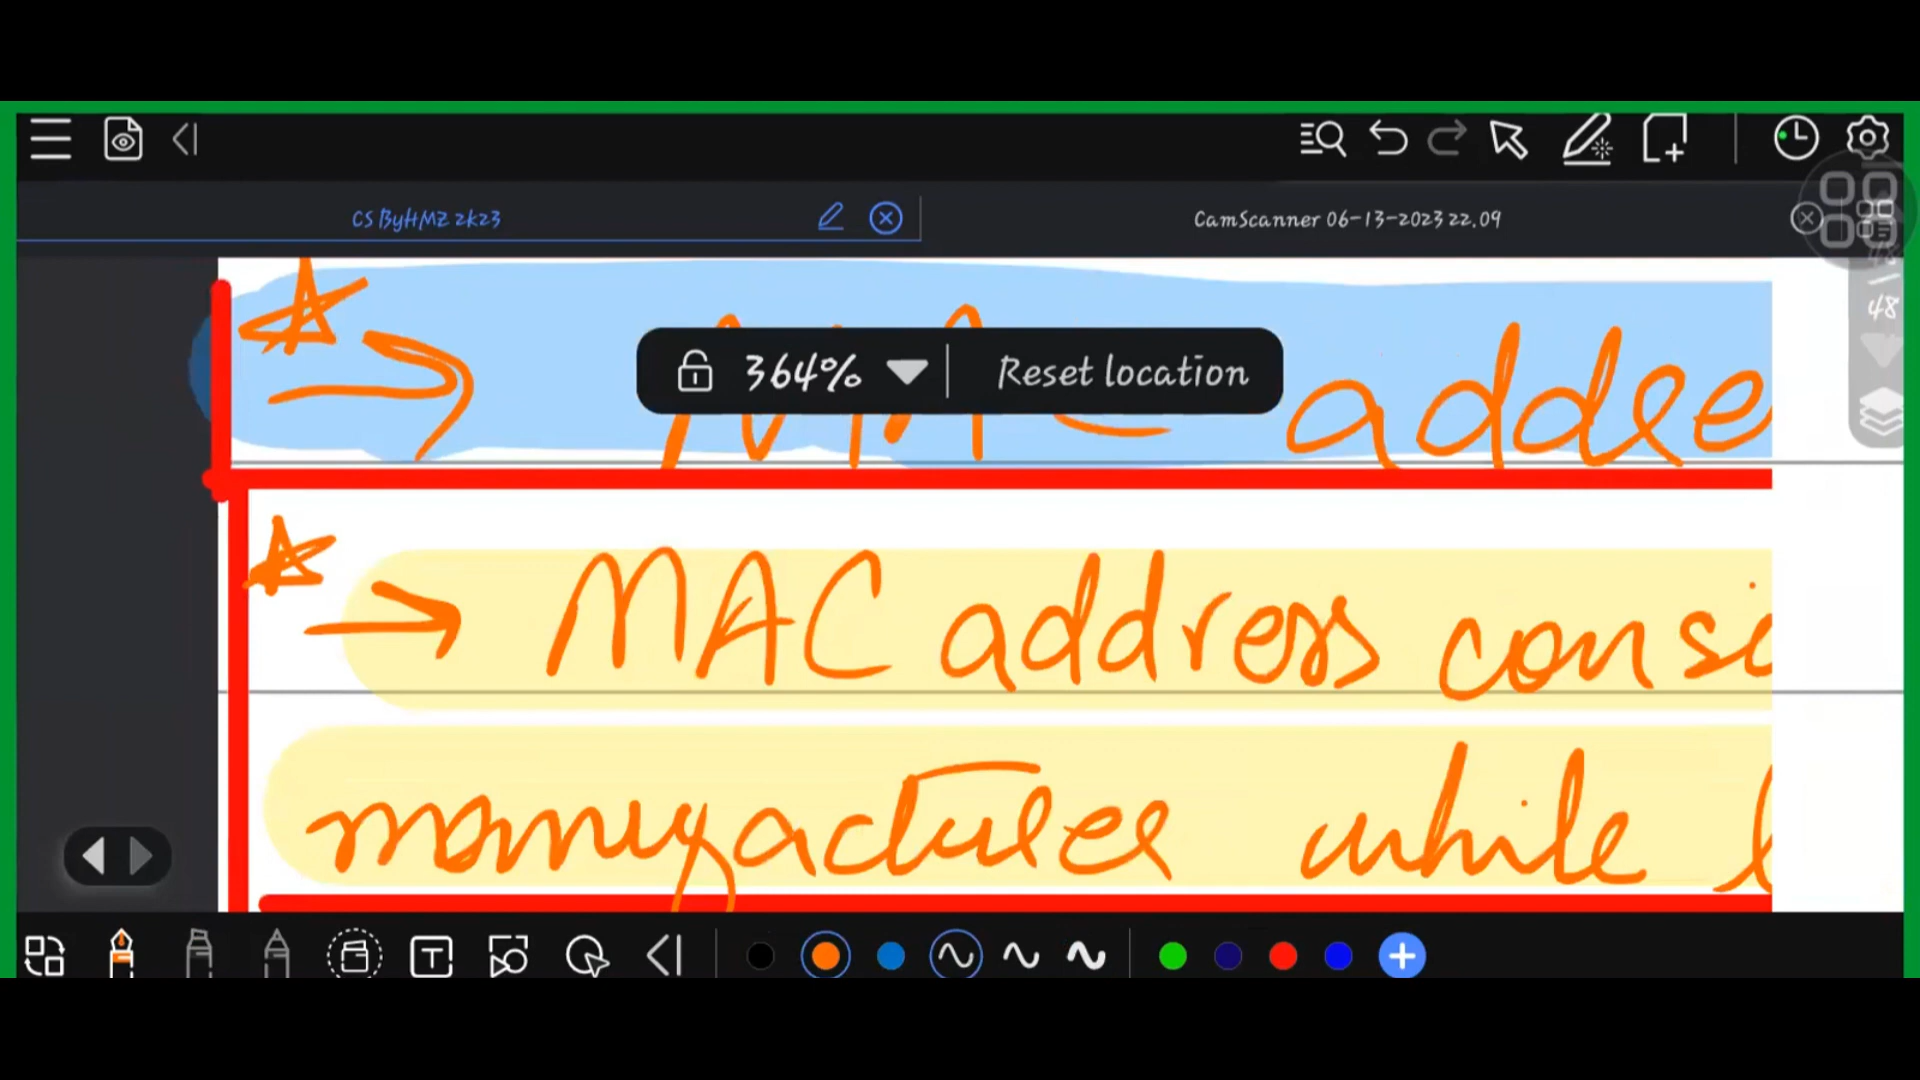 CS ByHMZ 2k23
CamScanner 06-13-2023 22.09
48
364%
Reset location
MAC addre
MAC address consi
manufacturer while
T